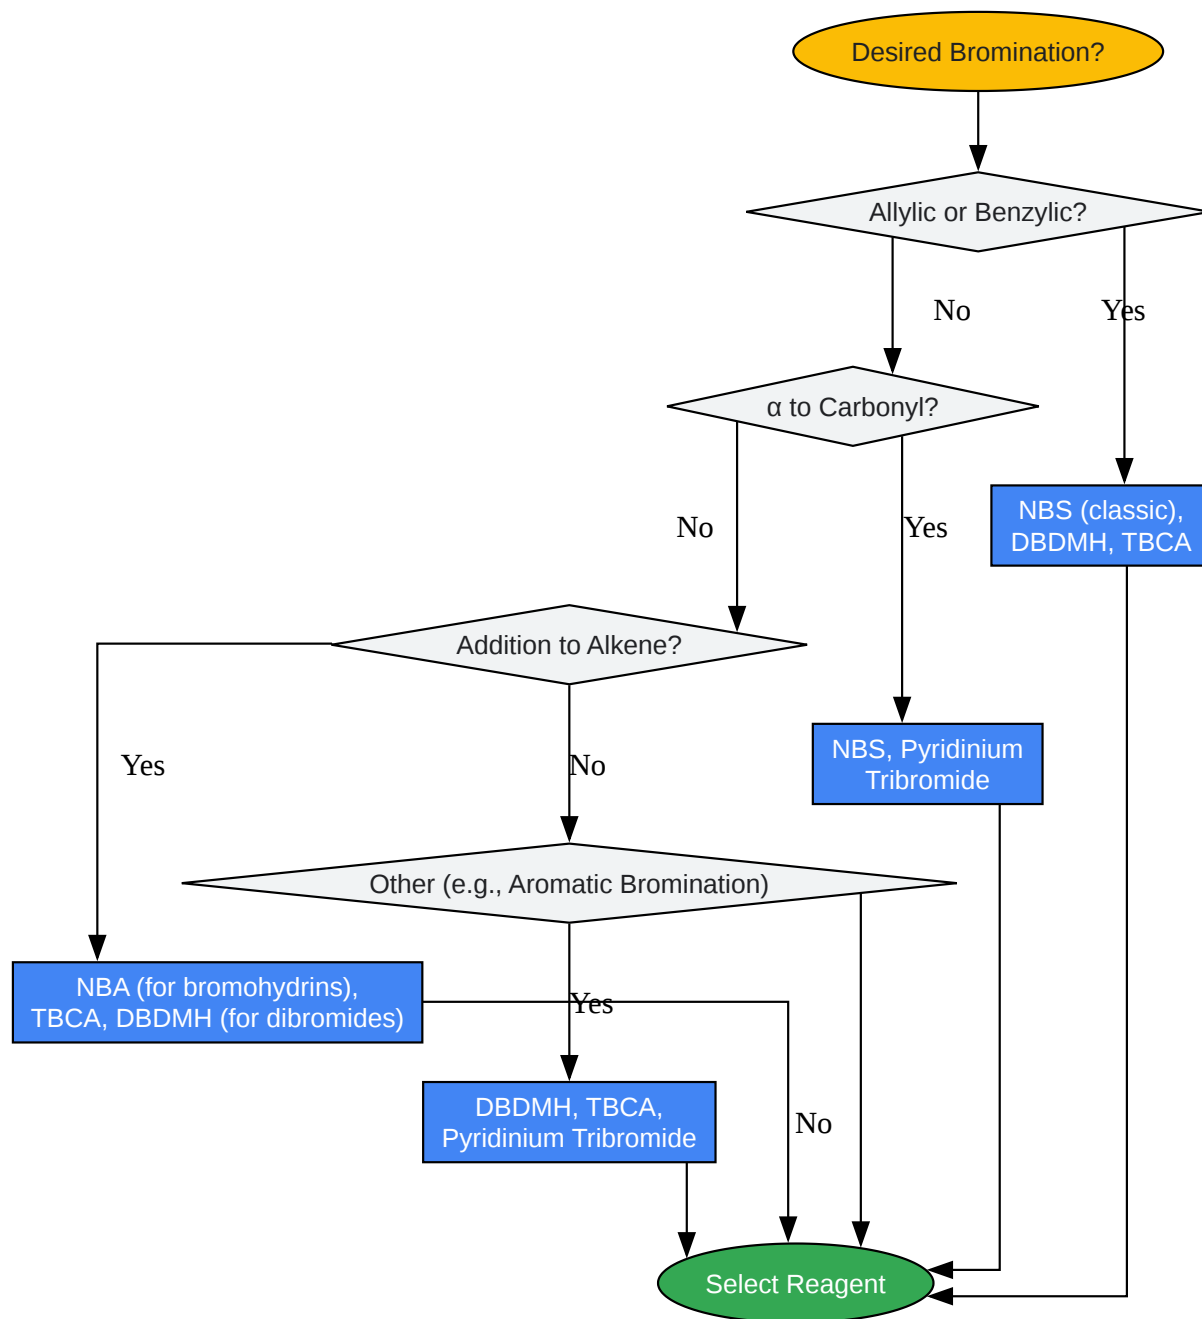 Desired Bromination?
Allylic or Benzylic?
No
Yes
α to Carbonyl?
NBS (classic),
DBDMH, TBCA
No
Yes
Addition to Alkene?
NBS, Pyridinium
Tribromide
Yes
No
Other (e.g., Aromatic Bromination)
NBA (for bromohydrins),
TBCA, DBDMH (for dibromides)
Yes
DBDMH, TBCA,
Pyridinium Tribromide
No
Select Reagent